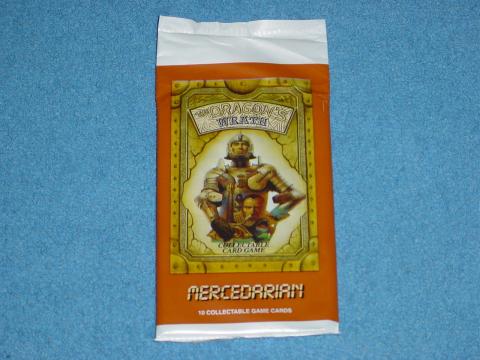 THE DRAGON'S
WRATH
COLLECTABLE
CARD GAME
MERCEDARIAN
10 COLLECTABLE GAME CARDS